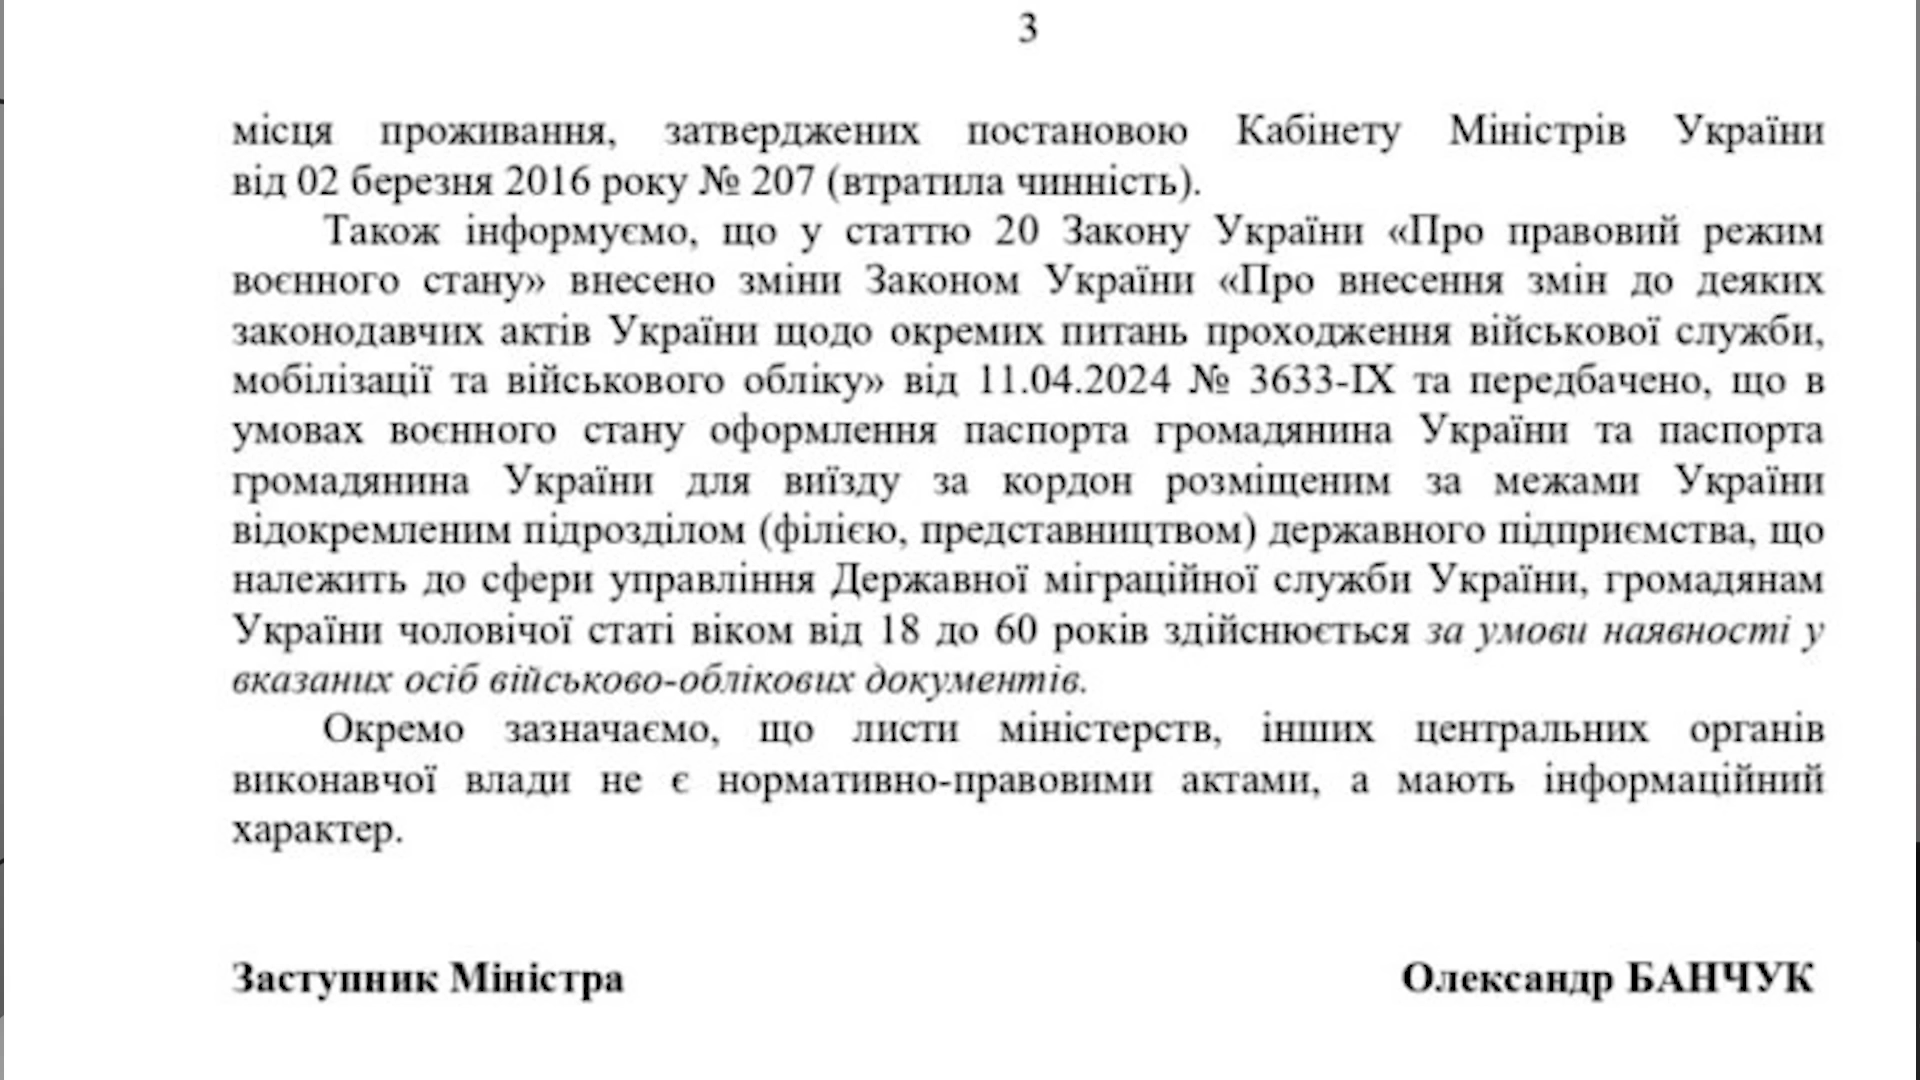 3
місця проживання, затверджених постановою Кабінету Міністрів України
від 02 березня 2016 року № 207 (втратила чинність).
Також інформуємо, що у статтю 20 Закону України «Про правовий режим
воєнного стану» внесено зміни Законом України «Про внесення змін до деяких
законодавчих актів України щодо окремих питань проходження військової служби,
мобілізації та військового обліку» від 11.04.2024 № 3633-IX та передбачено, що в
умовах воєнного стану оформлення паспорта громадянина України та паспорта
громадянина України для виїзду за кордон розміщеним за межами України
відокремленим підрозділом (філією, представництвом) державного підприємства, що
належить до сфери управління Державної міграційної служби України, громадянам
України чоловічої статі віком від 18 до 60 років здійснюється за умови наявності у
вказаних осіб військово-облікових документів.
Окремо зазначаємо, що листи міністерств, інших центральних органів
виконавчої влади не є нормативно-правовими актами, а мають інформаційний
характер.
Заступник Міністра Олександр БАНЧУК